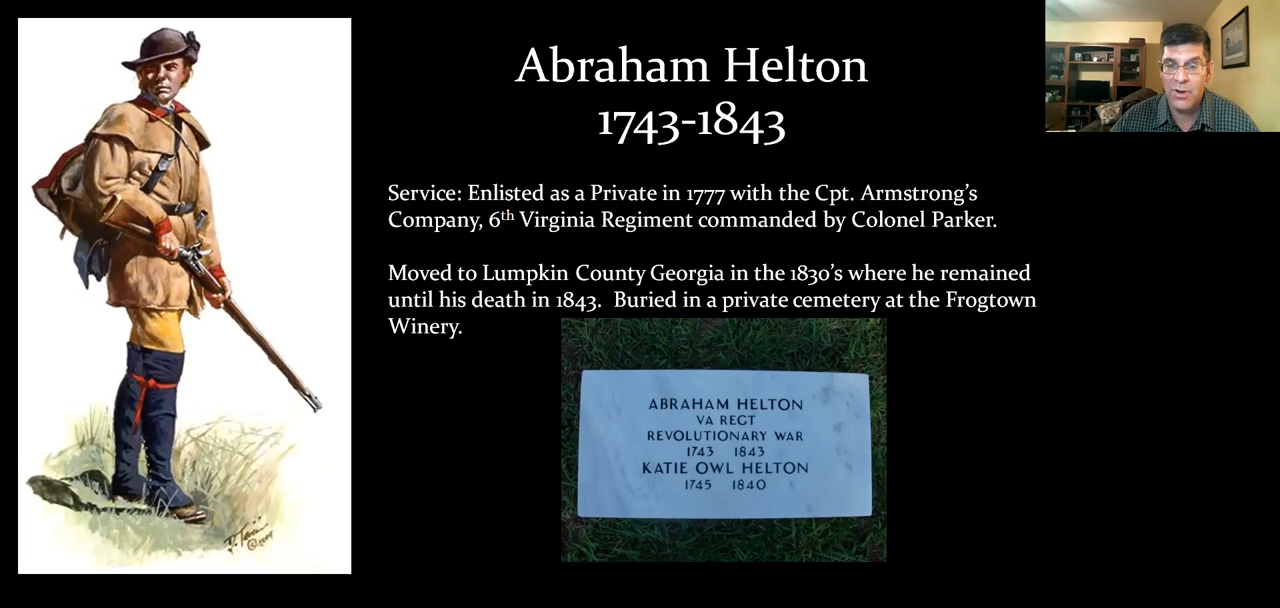 Abraham Helton
1743-1843
Service: Enlisted as a Private in 1777 with the Cpt. Armstrong's
Company, 6th Virginia Regiment commanded by Colonel Parker.
Moved to Lumpkin County Georgia in the 1830's where he remained
until his death in 1843.  Buried in a private cemetery at the Frogtown
Winery.
ABRAHAM HELTON
VA REGT
REVOLUTIONARY WAR
1743 1843
KATIE OWL HELTON
1745 1840